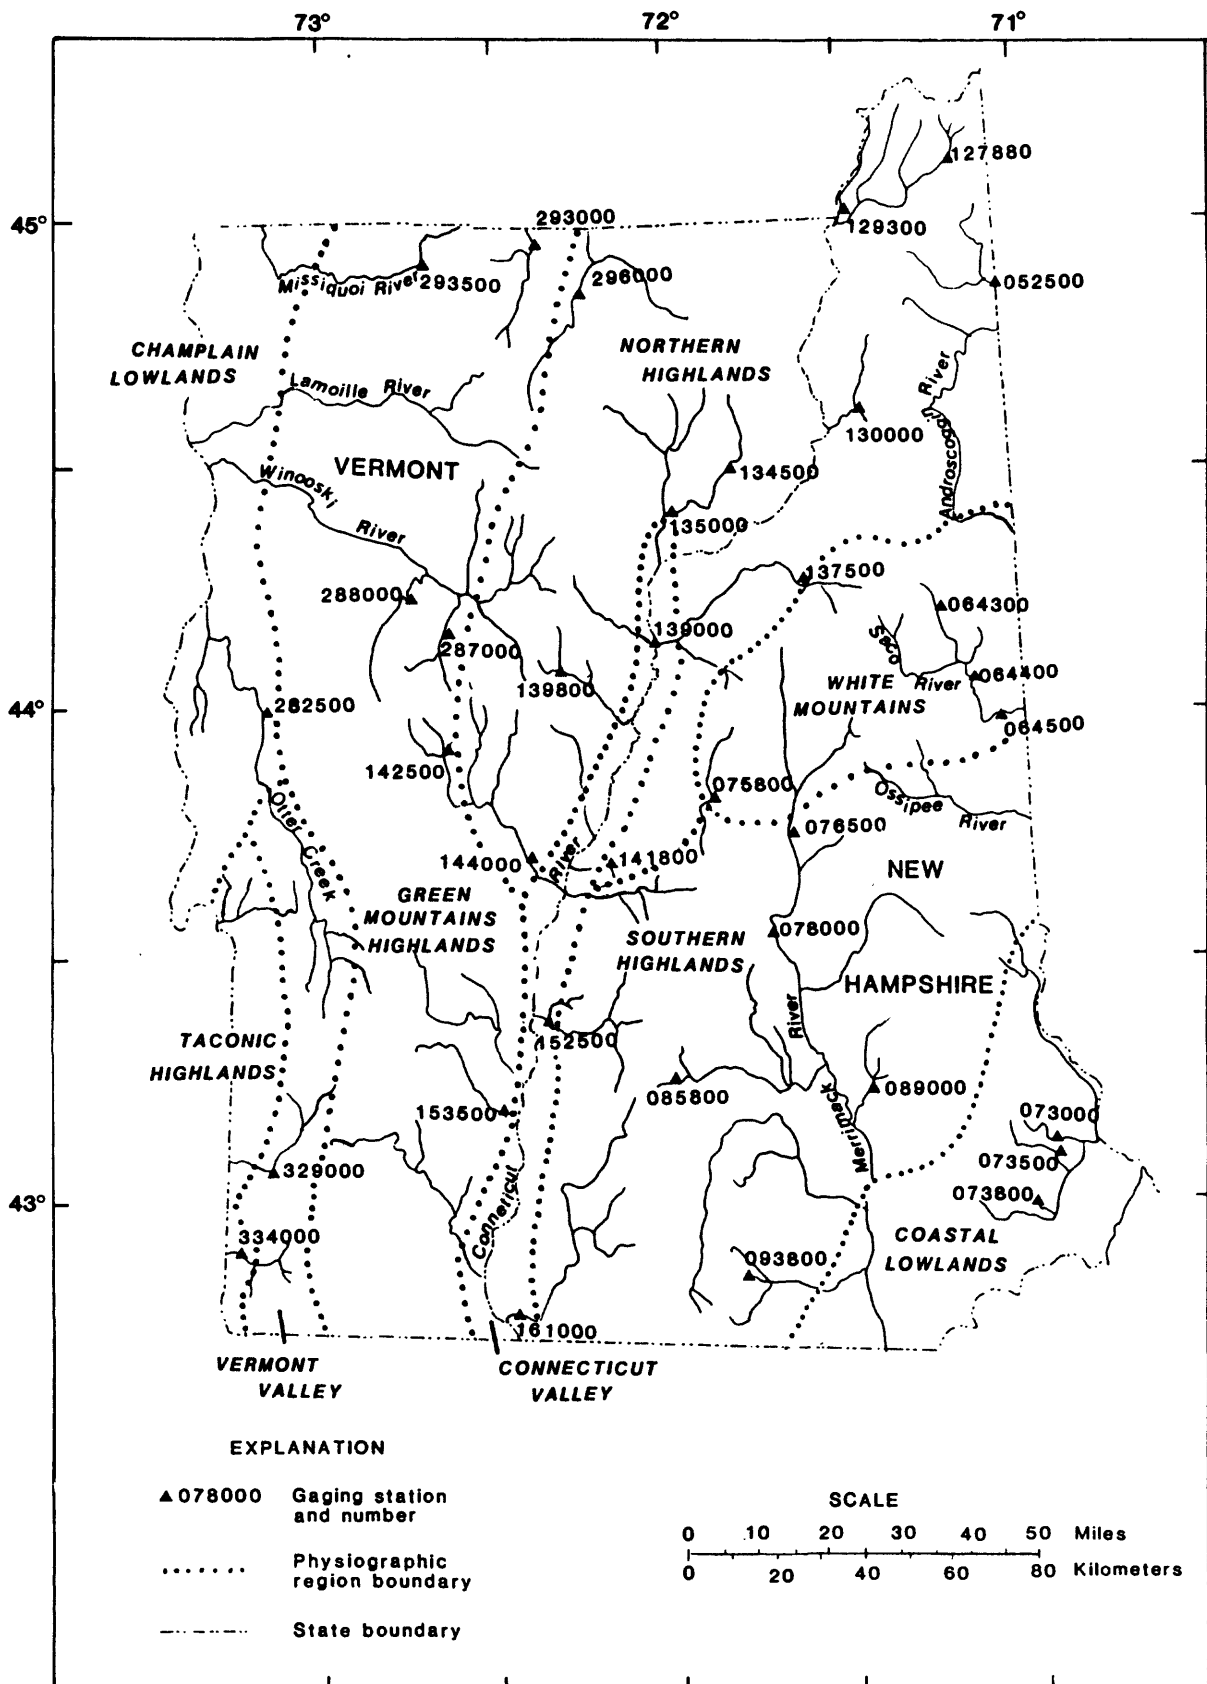 73°
72°
71°
127880
45°
293000
129300
Missiquoi River
293500
296000
052500
CHAMPLAIN
LOWLANDS
NORTHERN
HIGHLANDS
Lamoille River
Androscoggin River
130000
VERMONT
134500
Winooski River
135000
137500
288000
064300
139000
287000
Saco River
139800
064400
WHITE
MOUNTAINS
44°
282500
064500
142500
075800
Ossipee River
Otter Creek
076500
144000
River
141800
NEW
GREEN
MOUNTAINS
HIGHLANDS
078000
SOUTHERN
HIGHLANDS
HAMPSHIRE
River
TACONIC
HIGHLANDS
152500
085800
089000
153500
Merrimack
073000
329000
073500
43°
073800
Conneticut
334000
COASTAL
LOWLANDS
093800
161000
VERMONT
VALLEY
CONNECTICUT
VALLEY
EXPLANATION
078000 Gaging station
and number
Physiographic
region boundary
State boundary
SCALE
0 10 20 30 40 50 Miles
0 20 40 60 80 Kilometers